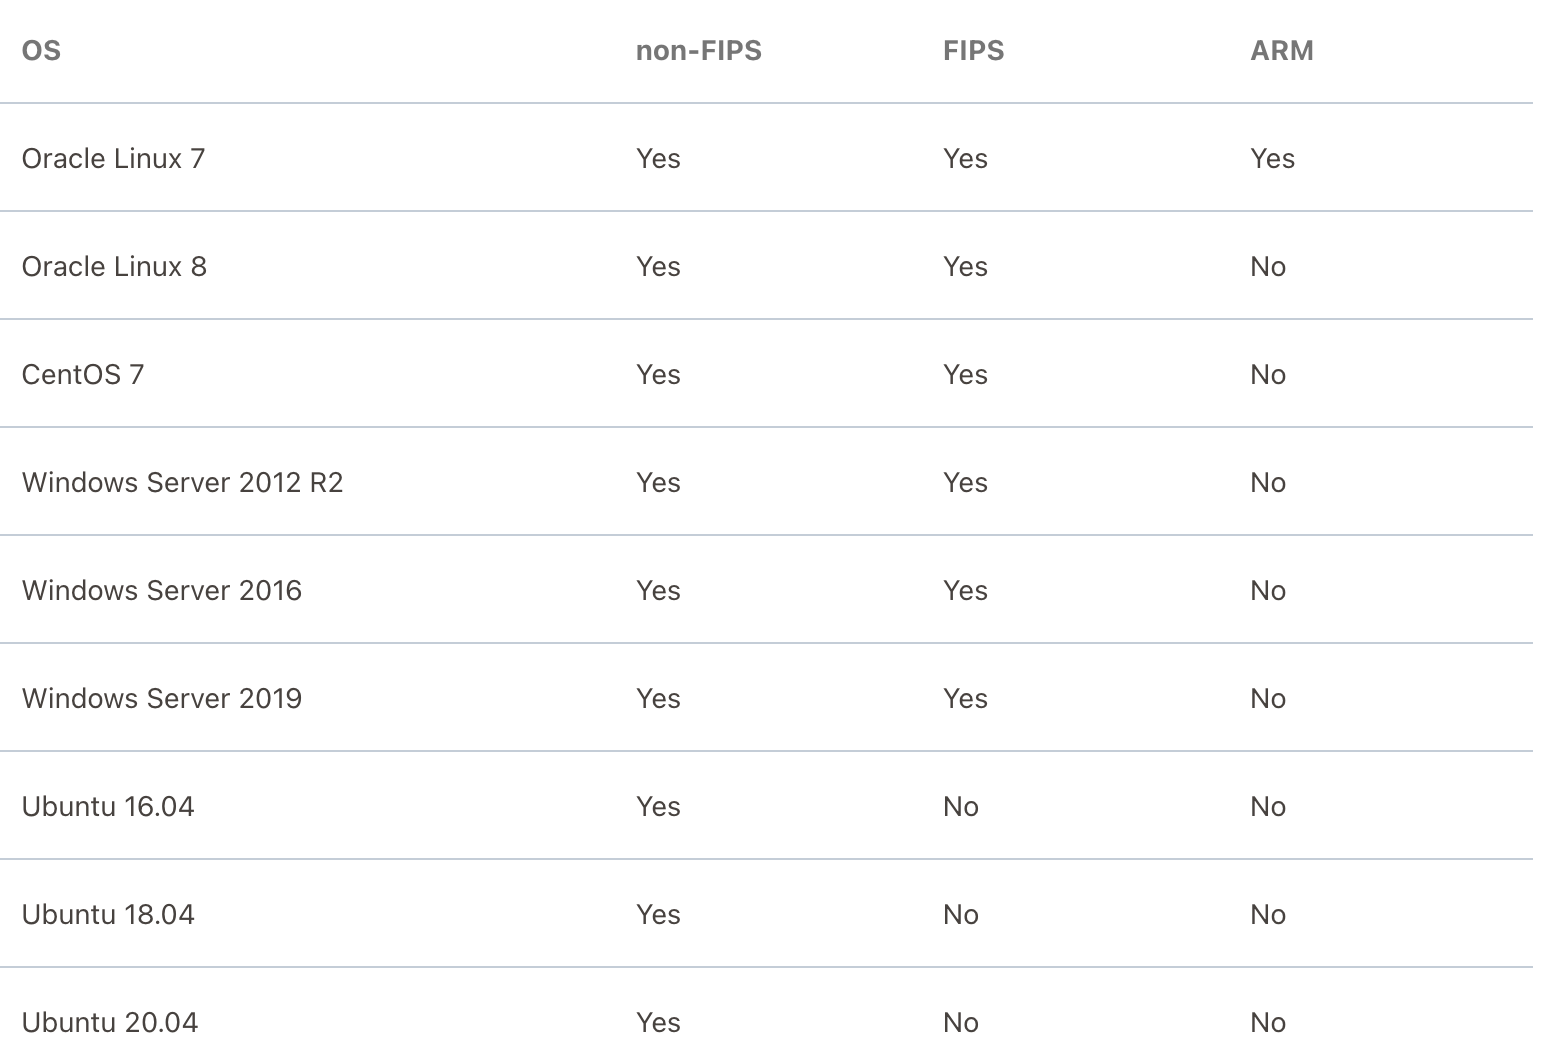 OS non-FIPS FIPS ARM
Oracle Linux 7 Yes Yes Yes
Oracle Linux 8 Yes Yes No
CentOS 7 Yes Yes No
Windows Server 2012 R2 Yes Yes No
Windows Server 2016 Yes Yes No
Windows Server 2019 Yes Yes No
Ubuntu 16.04 Yes No No
Ubuntu 18.04 Yes No No
Ubuntu 20.04 Yes No No